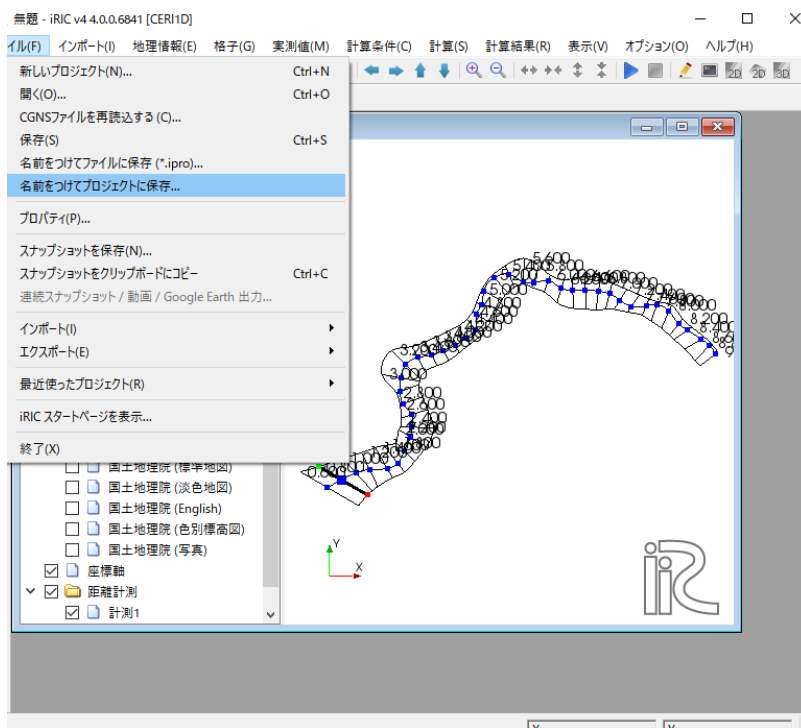 無題 - iRIC v4 4.0.0.6841 [CERI1D]
イル(F) インポート(I) 地理情報(E) 格子(G) 実測値(M) 計算条件(C) 計算(S) 計算結果(R) 表示(V) オプション(O) ヘルプ(H)
新しいプロジェクト(N)... Ctrl+N
開く(O)... Ctrl+O
CGNSファイルを再読込する (C)...
保存(S) Ctrl+S
名前をつけてファイルに保存 (*.ipro)...
名前をつけてプロジェクトに保存...
プロパティ(P)...
スナップショットを保存(N)...
スナップショットをクリップボードにコピー Ctrl+C
連続スナップショット / 動画 / Google Earth 出力...
インポート(I)
エクスポート(E)
最近使ったプロジェクト(R)
iRIC スタートページを表示...
終了(X)
国土地理院 (標準地図)
国土地理院 (淡色地図)
国土地理院 (English)
国土地理院 (色別標高図)
国土地理院 (写真)
座標軸
距離計測
計測1
2D 2D 3D
5.600
5.200
5.000
3.000
2.600
8.200
Y
X
iRIC